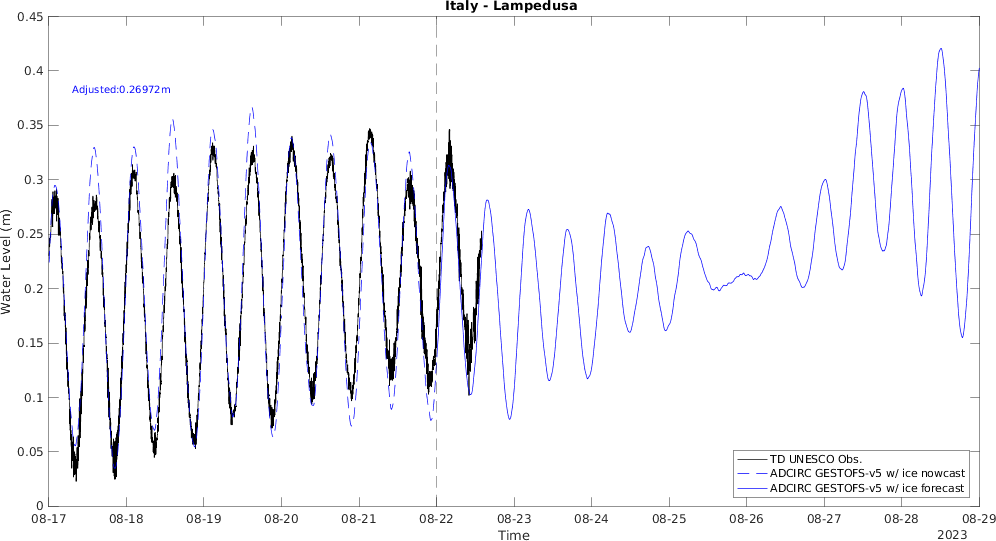 Italy - Lampedusa
0.45
0.4
Adjusted:0.26972m
0.35
0.3
0.25
0.2
0.15
0.1
0.05
0
Water Level (m)
TD UNESCO Obs.
ADCIRC GESTOFS-v5 w/ ice nowcast
ADCIRC GESTOFS-v5 w/ ice forecast
08-17 08-18 08-19 08-20 08-21 08-22 08-23 08-24 08-25 08-26 08-27 08-28 08-29
Time
2023